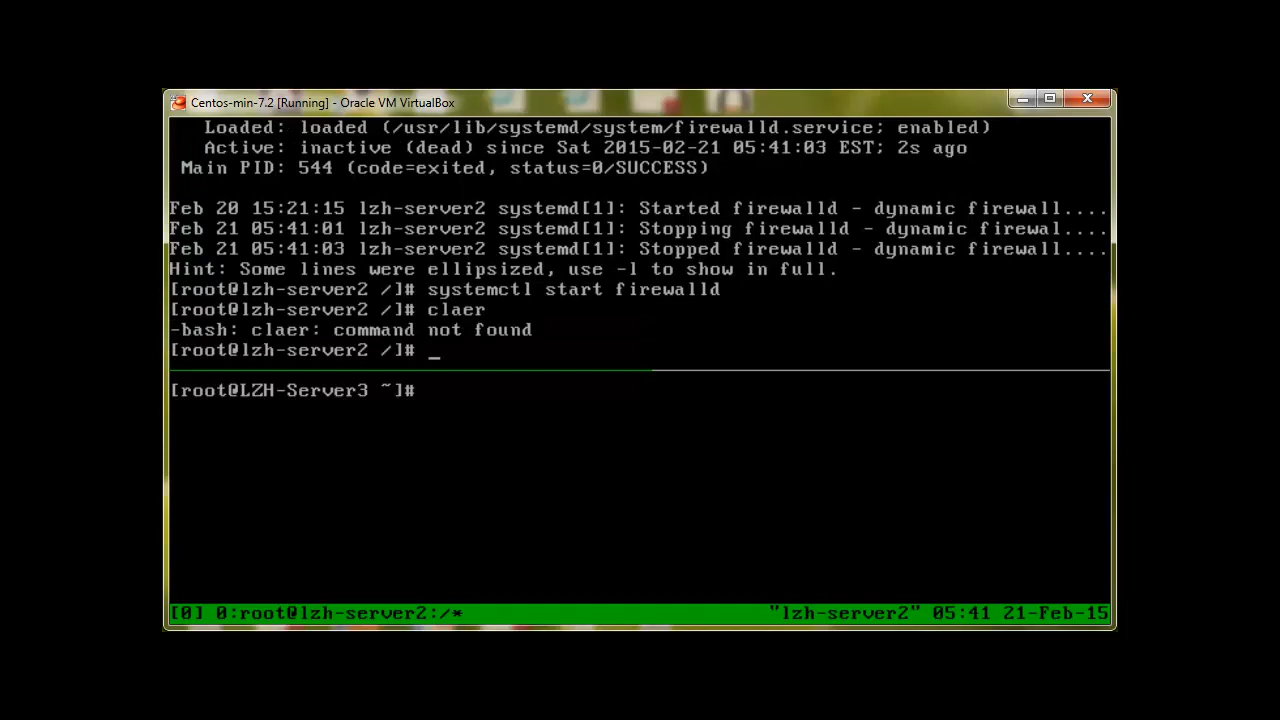 Centos-min-7.2 [Running] - Oracle VM VirtualBox
Loaded: loaded (/usr/lib/systemd/system/firewalld.service; enabled)
Active: inactive (dead) since Sat 2015-02-21 05:41:03 EST; 2s ago
Main PID: 544 (code=exited, status=0/SUCCESS)
Feb 20 15:21:15 lzh-server2 systemd[1]: Started firewalld - dynamic firewall....
Feb 21 05:41:01 lzh-server2 systemd[1]: Stopping firewalld - dynamic firewal....
Feb 21 05:41:03 lzh-server2 systemd[1]: Stopped firewalld - dynamic firewall....
Hint: Some lines were ellipsized, use -l to show in full.
[root@lzh-server2 /]# systemctl start firewalld
[root@lzh-server2 /]# claer
-bash: claer: command not found
[root@lzh-server2 /]# _
[root@LZH-Server3 ~]#
[0] 0:root@lzh-server2:/* "lzh-server2" 05:41 21-Feb-15